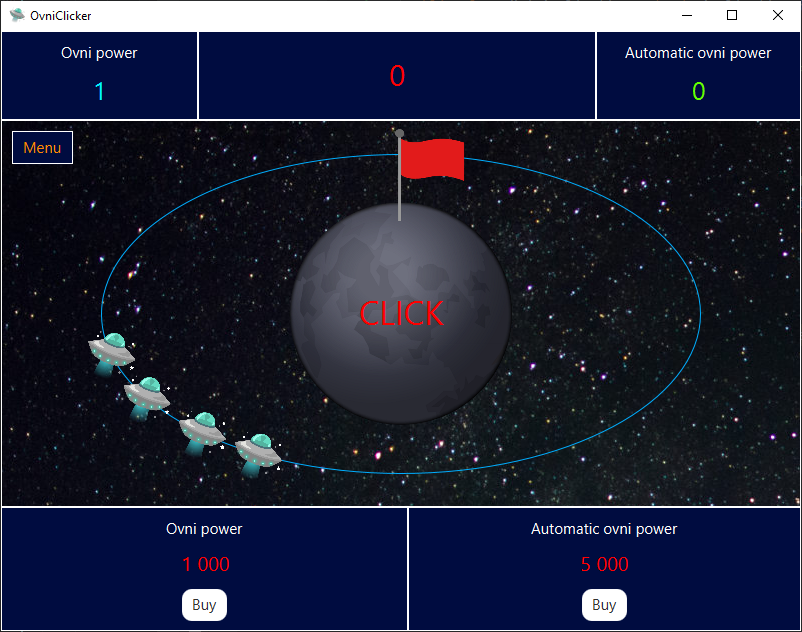 OvniClicker
Ovni power
1
0
Automatic ovni power
0
Menu
CLICK
Ovni power
1 000
Buy
Automatic ovni power
5 000
Buy